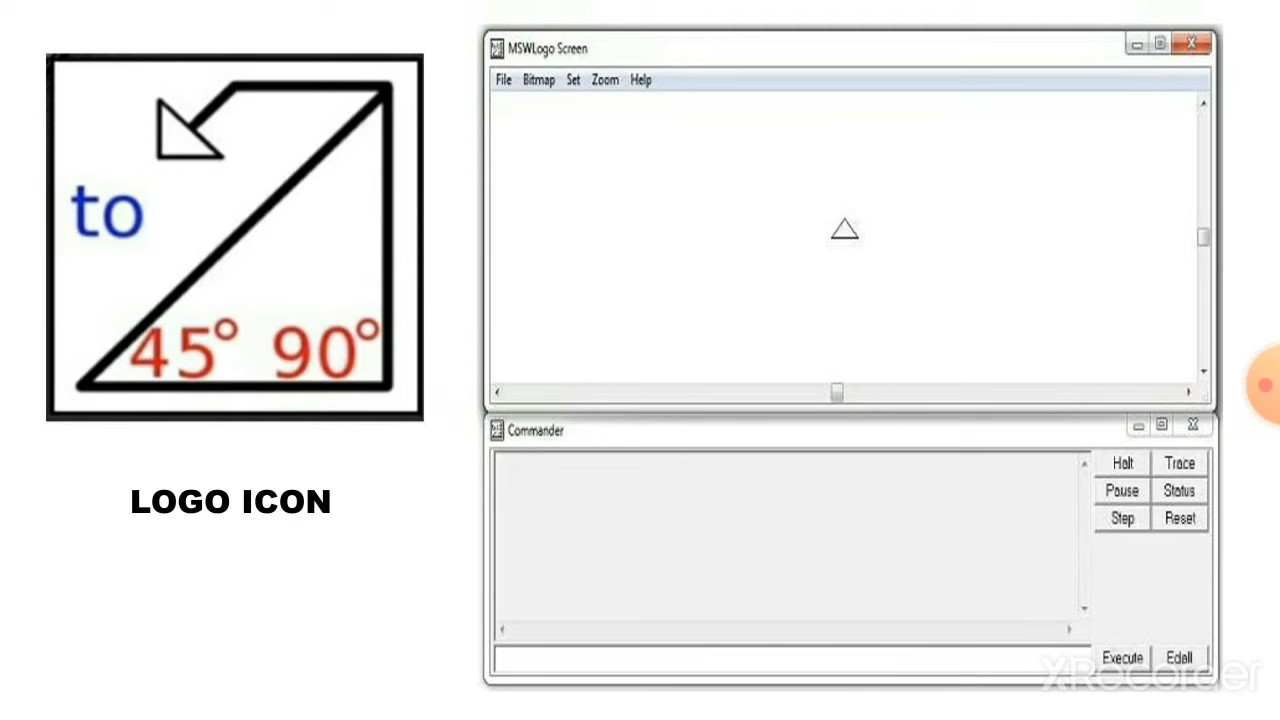 to
45° 90°
LOGO ICON
MSWLogo Screen
File Bitmap Set Zoom Help
Commander
Halt Trace
Pause Status
Step Reset
Execute Edall
XRecorder